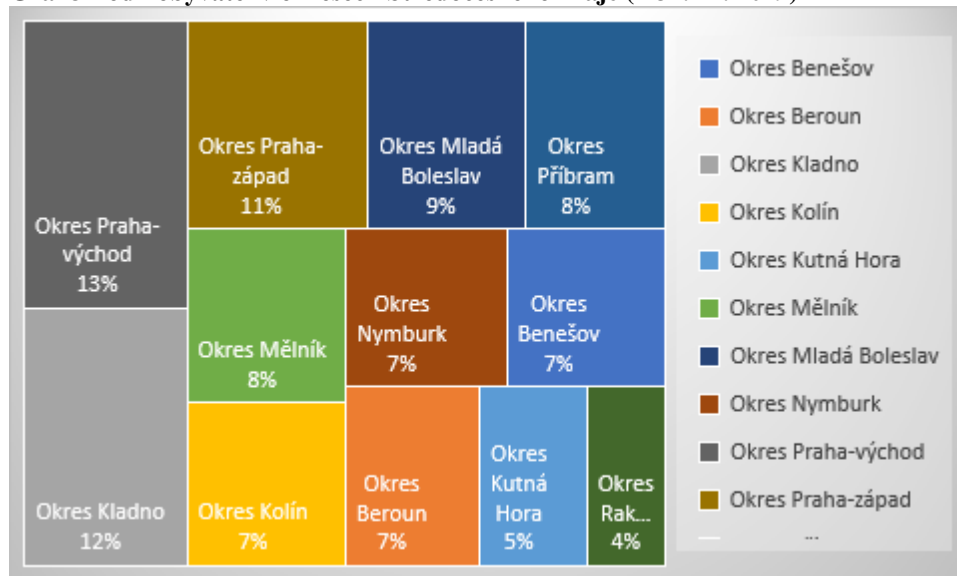 Okres Praha-
východ
13%
Okres Kladno
12%
Okres Praha-
západ
11%
Okres Mladá
Boleslav
9%
Okres
Příbram
8%
Okres Mělník
8%
Okres
Nymburk
7%
Okres
Benešov
7%
Okres Kolín
7%
Okres
Beroun
7%
Okres
Kutná
Hora
5%
Okres
Rak...
4%
Okres Benešov
Okres Beroun
Okres Kladno
Okres Kolín
Okres Kutná Hora
Okres Mělník
Okres Mladá Boleslav
Okres Nymburk
Okres Praha-východ
Okres Praha-západ
...